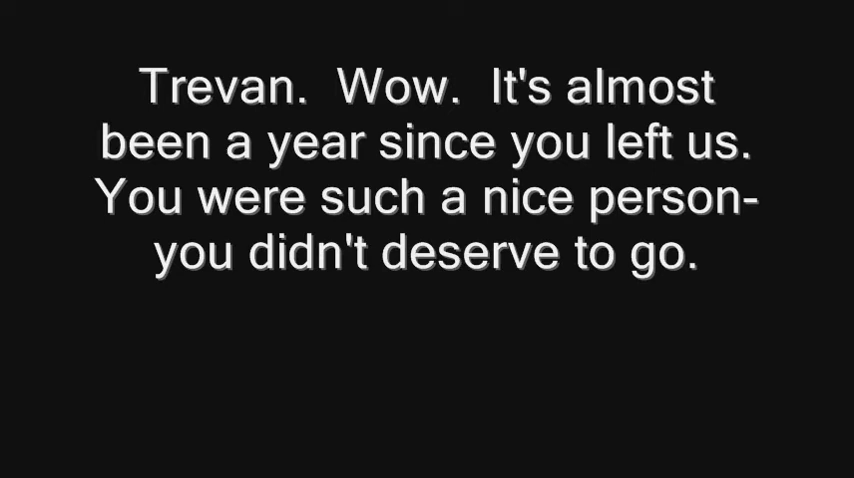 Trevan.  Wow.  It's almost
been a year since you left us.
You were such a nice person-
you didn't deserve to go.